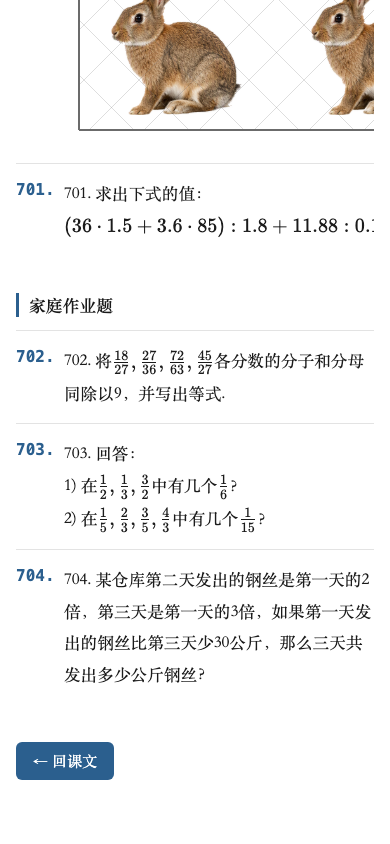 701. 701. 求出下式的值：
(36 · 1.5 + 3.6 · 85) : 1.8 + 11.88 : 0.1
家庭作业题
702. 702. 将18/27, 27/36, 72/63, 45/27各分数的分子和分母
同除以9，并写出等式.
703. 703. 回答：
1) 在1/2, 1/3, 3/2中有几个1/6?
2) 在1/5, 2/3, 3/5, 4/3中有几个1/15?
704. 704. 某仓库第二天发出的钢丝是第一天的2
倍，第三天是第一天的3倍，如果第一天发
出的钢丝比第三天少30公斤，那么三天共
发出多少公斤钢丝?
← 回课文